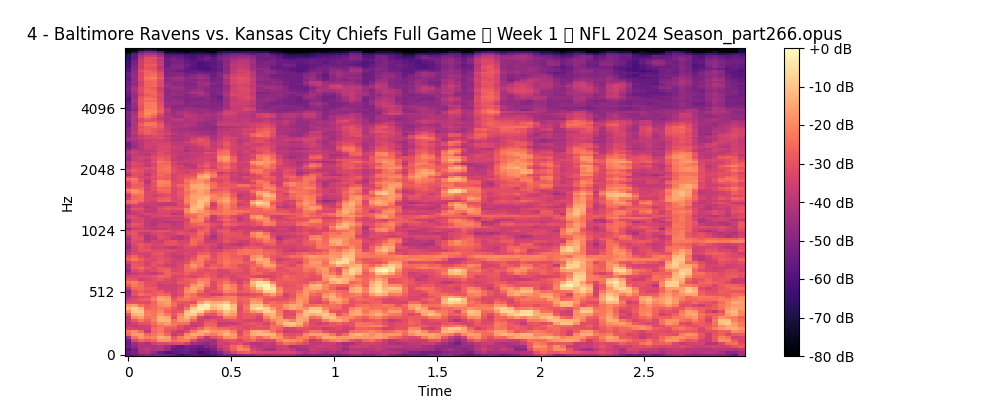 4 - Baltimore Ravens vs. Kansas City Chiefs Full Game ▯ Week 1 ▯ NFL 2024 Season_part266.opus
+0 dB
-10 dB
-20 dB
-30 dB
-40 dB
-50 dB
-60 dB
-70 dB
-80 dB
4096
2048
1024
512
0
Hz
0
0.5
1
1.5
2
2.5
Time